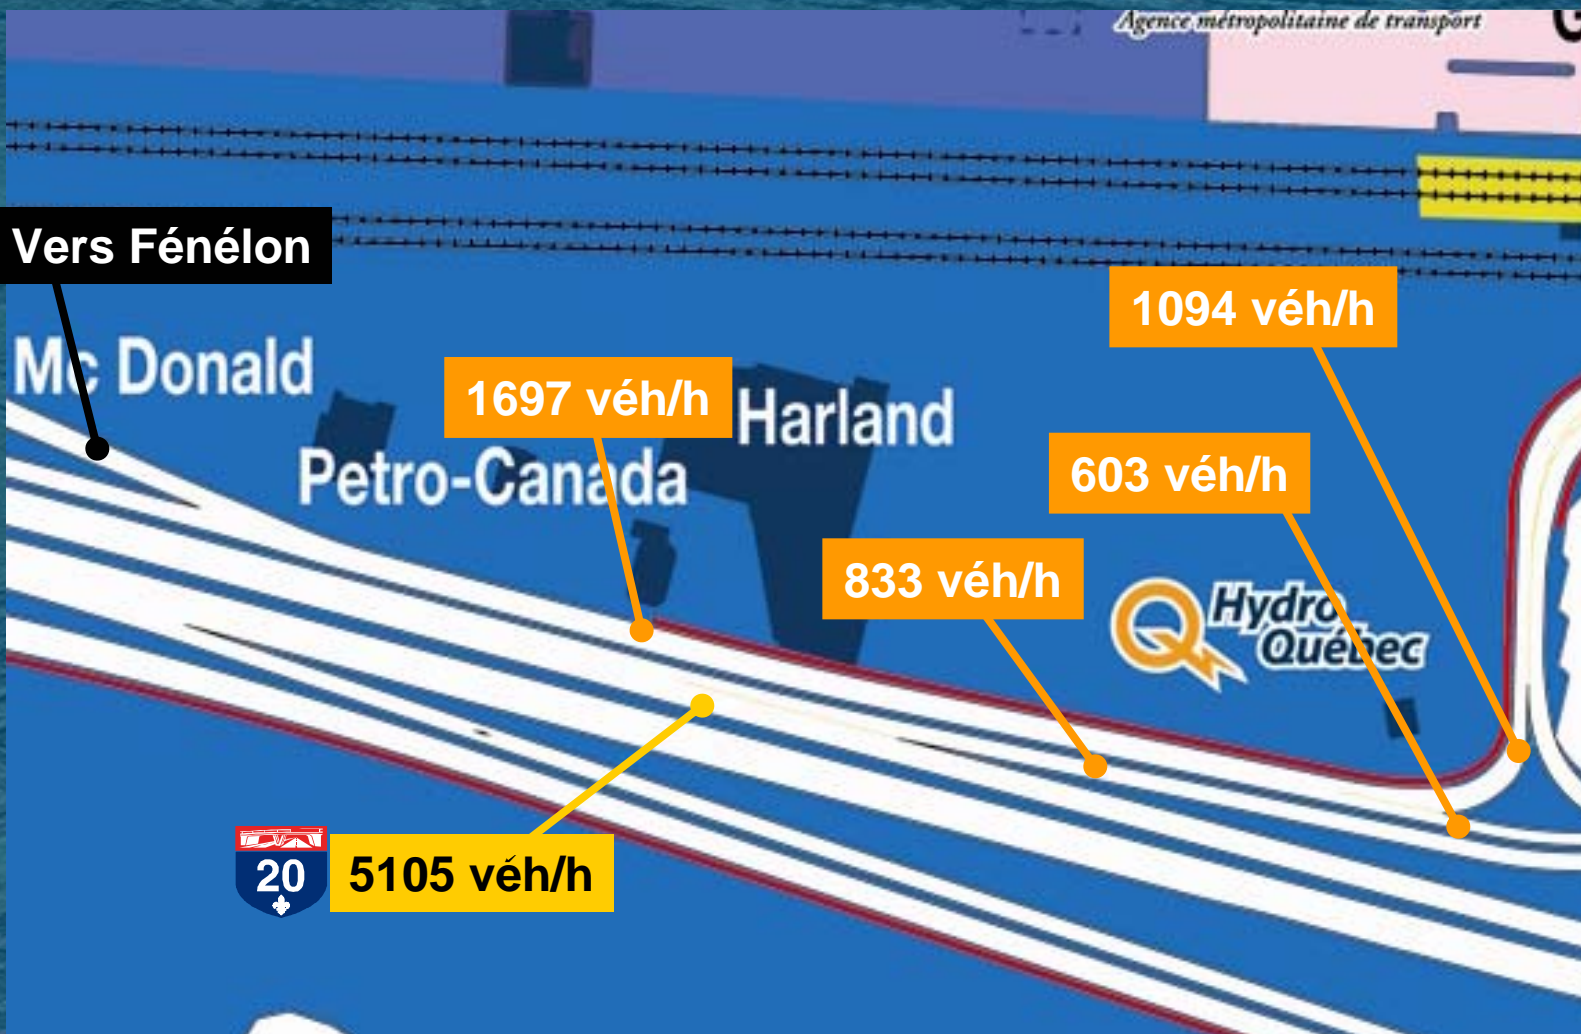 Agence métropolitaine de transport
G
Vers Fénélon
1094 véh/h
Mc Donald
1697 véh/h
Harland
Petro-Canada
603 véh/h
833 véh/h
Hydro
Québec
20
5105 véh/h